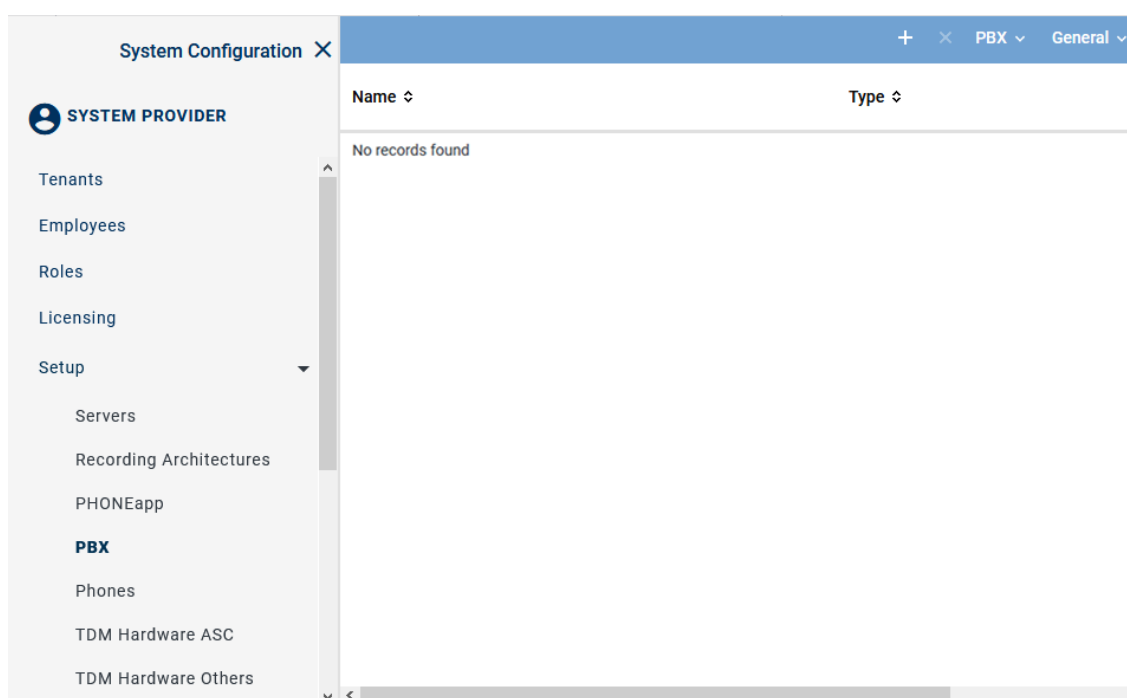 System Configuration
PBX
General
SYSTEM PROVIDER
Name
Type
No records found
Tenants
Employees
Roles
Licensing
Setup
Servers
Recording Architectures
PHONEapp
PBX
Phones
TDM Hardware ASC
TDM Hardware Others